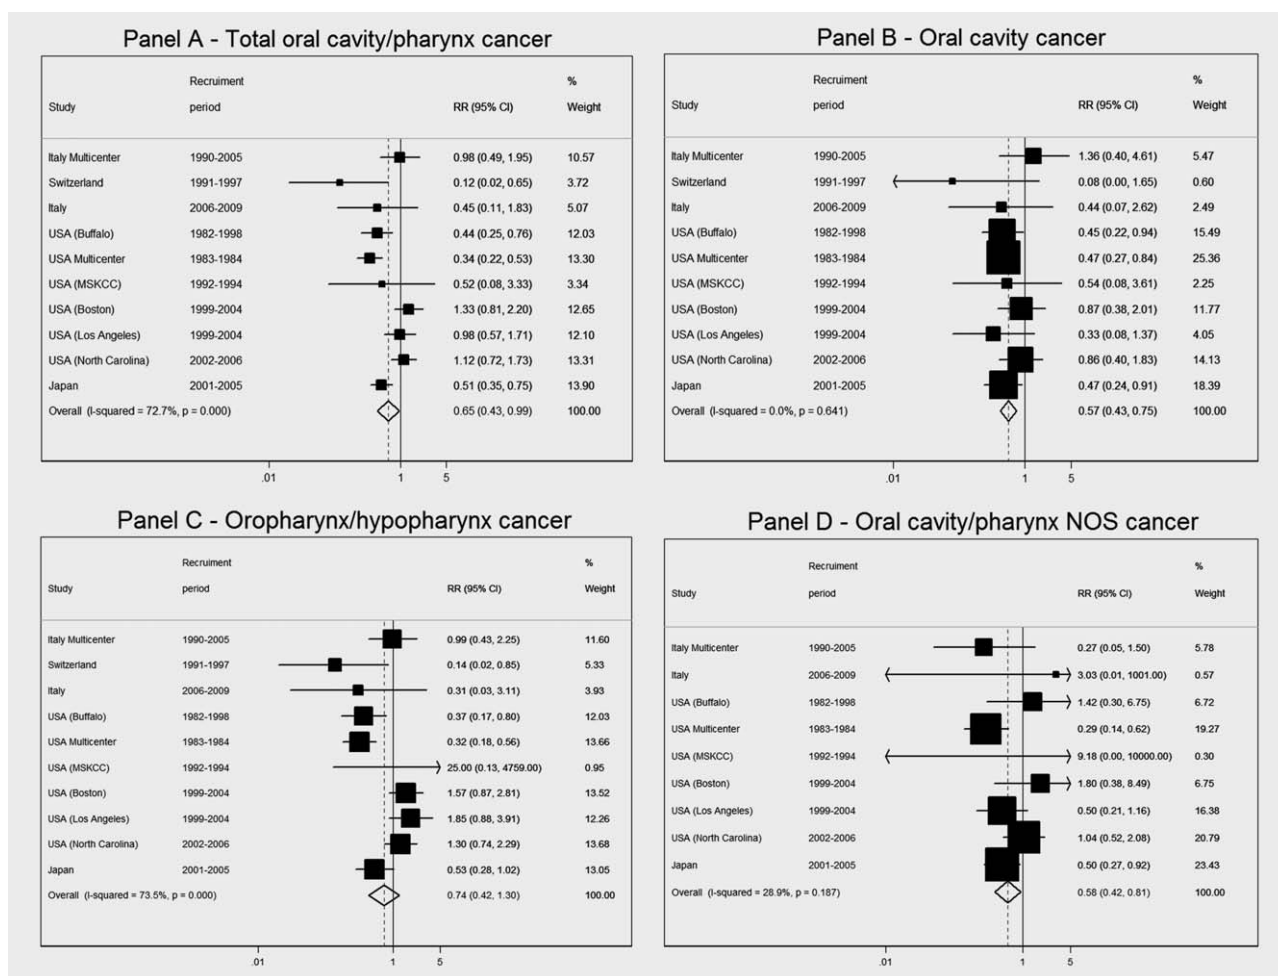 Panel A - Total oral cavity/pharynx cancer
Recruitment %
Study period RR (95% CI) Weight
Italy Multicenter 1990-2005 0.98 (0.49, 1.95) 10.57
Switzerland 1991-1997 0.12 (0.02, 0.65) 3.72
Italy 2006-2009 0.45 (0.11, 1.83) 5.07
USA (Buffalo) 1982-1998 0.44 (0.25, 0.76) 12.03
USA Multicenter 1983-1984 0.34 (0.22, 0.53) 13.30
USA (MSKCC) 1992-1994 0.52 (0.08, 3.33) 3.34
USA (Boston) 1999-2004 1.33 (0.81, 2.20) 12.65
USA (Los Angeles) 1999-2004 0.98 (0.57, 1.71) 12.10
USA (North Carolina) 2002-2006 1.12 (0.72, 1.73) 13.31
Japan 2001-2005 0.51 (0.35, 0.75) 13.90
Overall (I-squared = 72.7%, p = 0.000) 0.65 (0.43, 0.99) 100.00
.01 1 5
Panel B - Oral cavity cancer
Recruitment %
Study period RR (95% CI) Weight
Italy Multicenter 1990-2005 1.36 (0.40, 4.61) 5.47
Switzerland 1991-1997 0.08 (0.00, 1.65) 0.60
Italy 2006-2009 0.44 (0.07, 2.62) 2.49
USA (Buffalo) 1982-1998 0.45 (0.22, 0.94) 15.49
USA Multicenter 1983-1984 0.47 (0.27, 0.84) 25.36
USA (MSKCC) 1992-1994 0.54 (0.08, 3.61) 2.25
USA (Boston) 1999-2004 0.87 (0.38, 2.01) 11.77
USA (Los Angeles) 1999-2004 0.33 (0.08, 1.37) 4.05
USA (North Carolina) 2002-2006 0.86 (0.40, 1.83) 14.13
Japan 2001-2005 0.47 (0.24, 0.91) 18.39
Overall (I-squared = 0.0%, p = 0.641) 0.57 (0.43, 0.75) 100.00
.01 1 5
Panel C - Oropharynx/hypopharynx cancer
Recruitment %
Study period RR (95% CI) Weight
Italy Multicenter 1990-2005 0.99 (0.43, 2.25) 11.60
Switzerland 1991-1997 0.14 (0.02, 0.85) 5.33
Italy 2006-2009 0.31 (0.03, 3.11) 3.93
USA (Buffalo) 1982-1998 0.37 (0.17, 0.80) 12.03
USA Multicenter 1983-1984 0.32 (0.18, 0.56) 13.66
USA (MSKCC) 1992-1994 25.00 (0.13, 4759.00) 0.95
USA (Boston) 1999-2004 1.57 (0.87, 2.81) 13.52
USA (Los Angeles) 1999-2004 1.85 (0.88, 3.91) 12.26
USA (North Carolina) 2002-2006 1.30 (0.74, 2.29) 13.68
Japan 2001-2005 0.53 (0.28, 1.02) 13.05
Overall (I-squared = 73.5%, p = 0.000) 0.74 (0.42, 1.30) 100.00
.01 1 5
Panel D - Oral cavity/pharynx NOS cancer
Recruitment %
Study period RR (95% CI) Weight
Italy Multicenter 1990-2005 0.27 (0.05, 1.50) 5.78
Italy 2006-2009 3.03 (0.01, 1001.00) 0.57
USA (Buffalo) 1982-1998 1.42 (0.30, 6.75) 6.72
USA Multicenter 1983-1984 0.29 (0.14, 0.62) 19.27
USA (MSKCC) 1992-1994 9.18 (0.00, 10000.00) 0.30
USA (Boston) 1999-2004 1.80 (0.38, 8.49) 6.75
USA (Los Angeles) 1999-2004 0.50 (0.21, 1.16) 16.38
USA (North Carolina) 2002-2006 1.04 (0.52, 2.08) 20.79
Japan 2001-2005 0.50 (0.27, 0.92) 23.43
Overall (I-squared = 28.9%, p = 0.187) 0.58 (0.42, 0.81) 100.00
.01 1 5